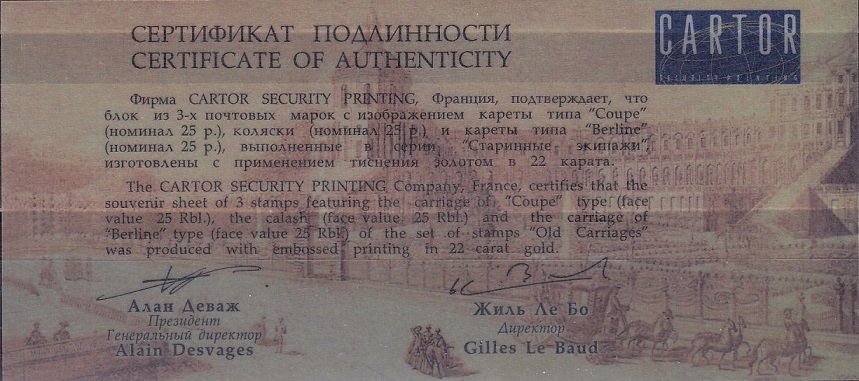 СЕРТИФИКАТ ПОДЛИННОСТИ
CERTIFICATE OF AUTHENTICITY
CARTOR
SECURITY PRINTING
Фирма CARTOR SECURITY PRINTING, Франция, подтверждает, что
блок из 3-х почтовых марок с изображением кареты типа "Coupe"
(номинал 25 р.), коляски (номинал 25 р.) и кареты типа "Berline"
(номинал 25 р.), выполненные в серии, "Старинные экипажи",
изготовлены с применением тиснения золотом в 22 карата.
The CARTOR SECURITY PRINTING Company, France, certifies that the
souvenir sheet of 3 stamps featuring the carriage of "Coupe" type (face
value 25 Rbl.), the calash (face value 25 Rbl.) and the carriage of
"Berline" type (face value 25 Rbl.) of the set of stamps "Old Carriages"
was produced with embossed printing in 22 carat gold.
Алан Деваж
Президент
Генеральный директор
Alain Desvages
Жиль Ле Бо
Директор
Gilles Le Baud